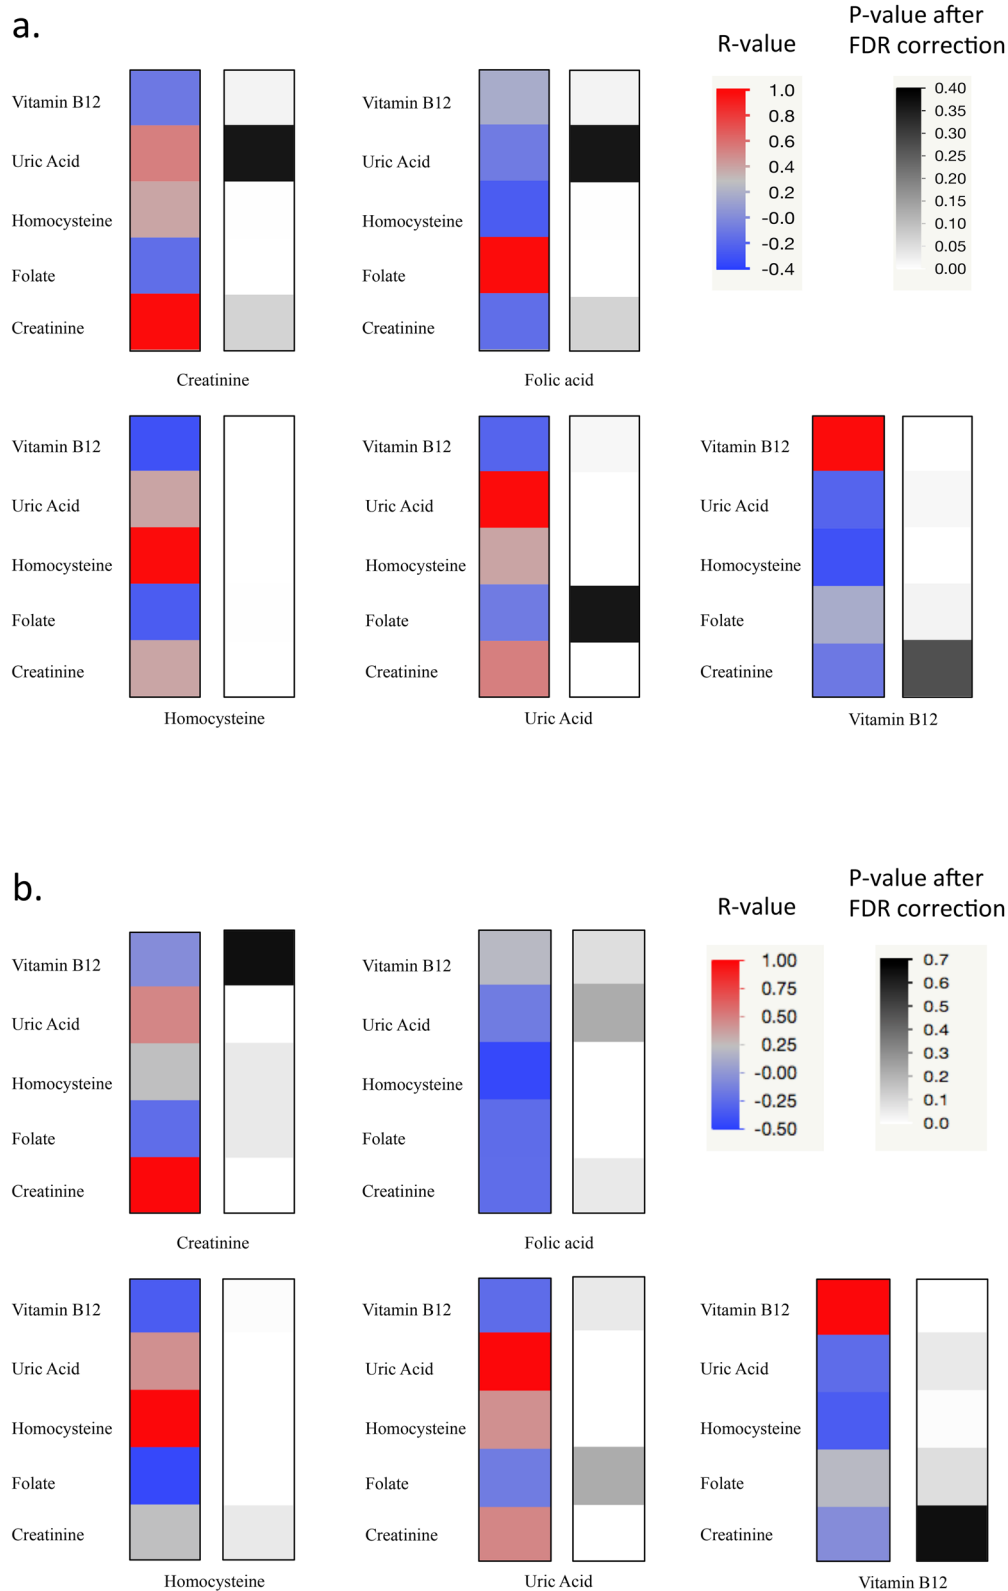 a.
R-value
P-value after
FDR correction
Vitamin B12
Uric Acid
Homocysteine
Folate
Creatinine
Creatinine
Vitamin B12
Uric Acid
Homocysteine
Folate
Creatinine
Folic acid
1.0
0.8
0.6
0.4
0.2
-0.0
-0.2
-0.4
0.40
0.35
0.30
0.25
0.20
0.15
0.10
0.05
0.00
Vitamin B12
Uric Acid
Homocysteine
Folate
Creatinine
Homocysteine
Vitamin B12
Uric Acid
Homocysteine
Folate
Creatinine
Uric Acid
Vitamin B12
Uric Acid
Homocysteine
Folate
Creatinine
Vitamin B12
b.
R-value
P-value after
FDR correction
Vitamin B12
Uric Acid
Homocysteine
Folate
Creatinine
Creatinine
Vitamin B12
Uric Acid
Homocysteine
Folate
Creatinine
Folic acid
1.00
0.75
0.50
0.25
-0.00
-0.25
-0.50
0.7
0.6
0.5
0.4
0.3
0.2
0.1
0.0
Vitamin B12
Uric Acid
Homocysteine
Folate
Creatinine
Homocysteine
Vitamin B12
Uric Acid
Homocysteine
Folate
Creatinine
Uric Acid
Vitamin B12
Uric Acid
Homocysteine
Folate
Creatinine
Vitamin B12